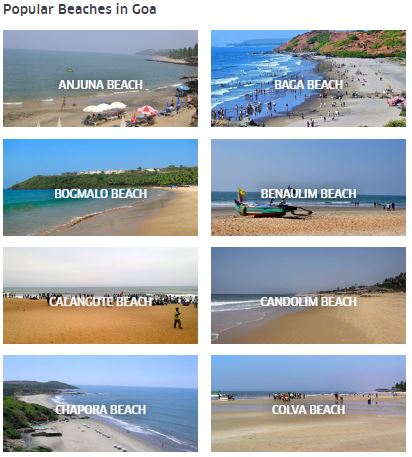 Popular Beaches in Goa
ANJUNA BEACH
BAGA BEACH
BOGMALO BEACH
BENAULIM BEACH
CALANGUTE BEACH
CANDOLIM BEACH
CHAPORA BEACH
COLVA BEACH